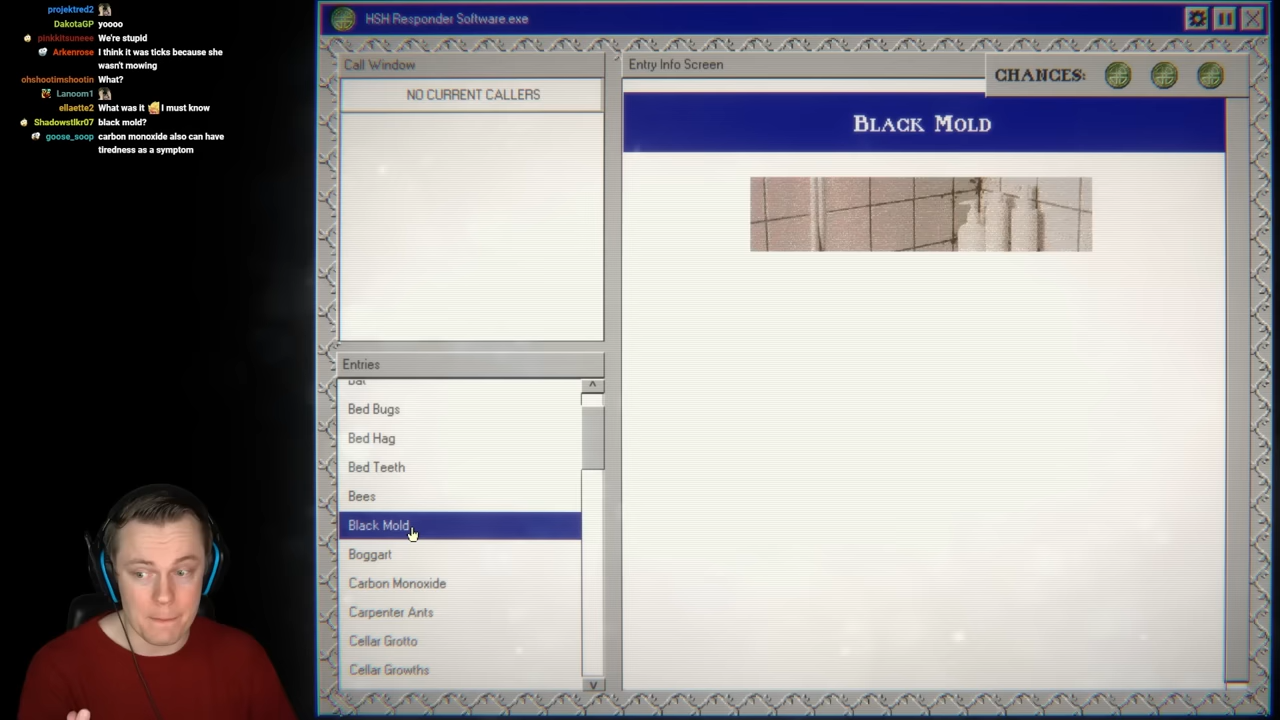 projektred2
DakotaGP yoooo
pinkkitsuneee We're stupid
Arkenrose I think it was ticks because she
wasn't mowing
ohshootimshootin What?
Lanoom1
ellaette2 What was it I must know
Shadowstlkr07 black mold?
goose_soop carbon monoxide also can have
tiredness as a symptom
HSH Responder Software.exe
Call Window
NO CURRENT CALLERS
Entry Info Screen
CHANCES:
BLACK MOLD
Entries
Bat
Bed Bugs
Bed Hag
Bed Teeth
Bees
Black Mold
Boggart
Carbon Monoxide
Carpenter Ants
Cellar Grotto
Cellar Growths